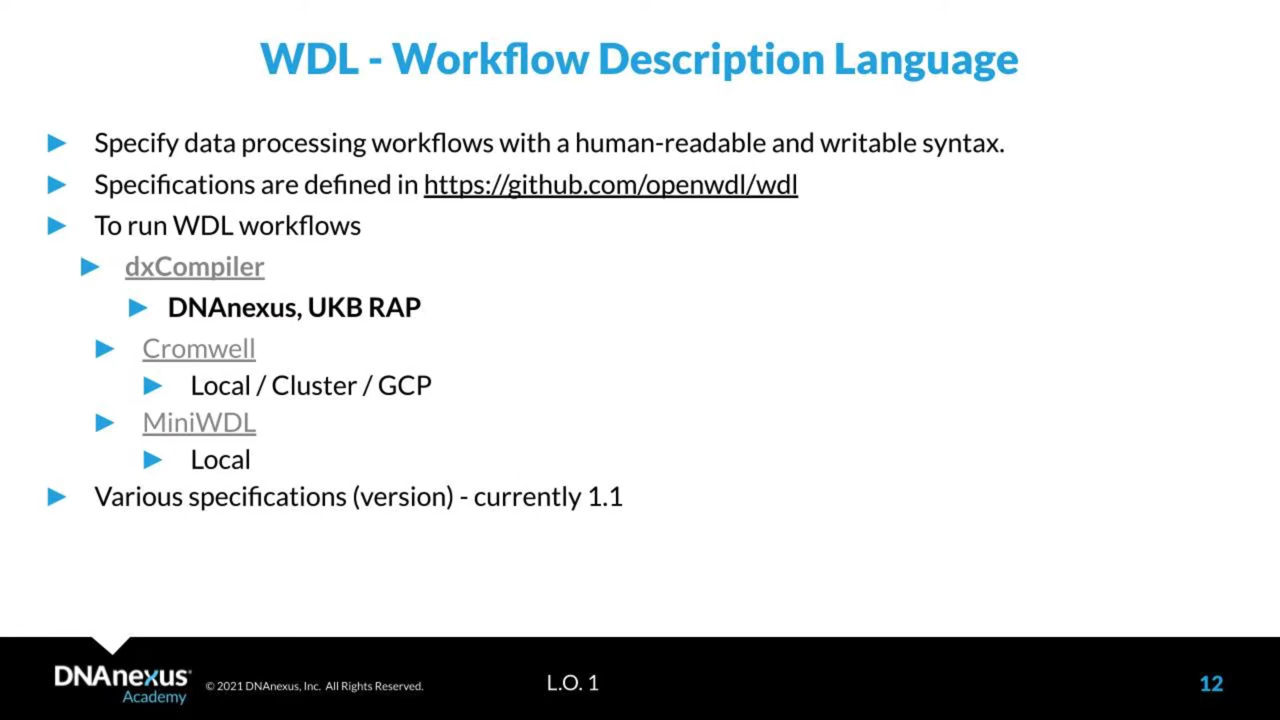 WDL - Workflow Description Language
Specify data processing workflows with a human-readable and writable syntax.
Specifications are defined in https://github.com/openwdl/wdl
To run WDL workflows
dxCompiler
DNAnexus, UKB RAP
Cromwell
Local / Cluster / GCP
MiniWDL
Local
Various specifications (version) - currently 1.1
DNAnexus
Academy
© 2021 DNAnexus, Inc. All Rights Reserved.
L.O. 1
12